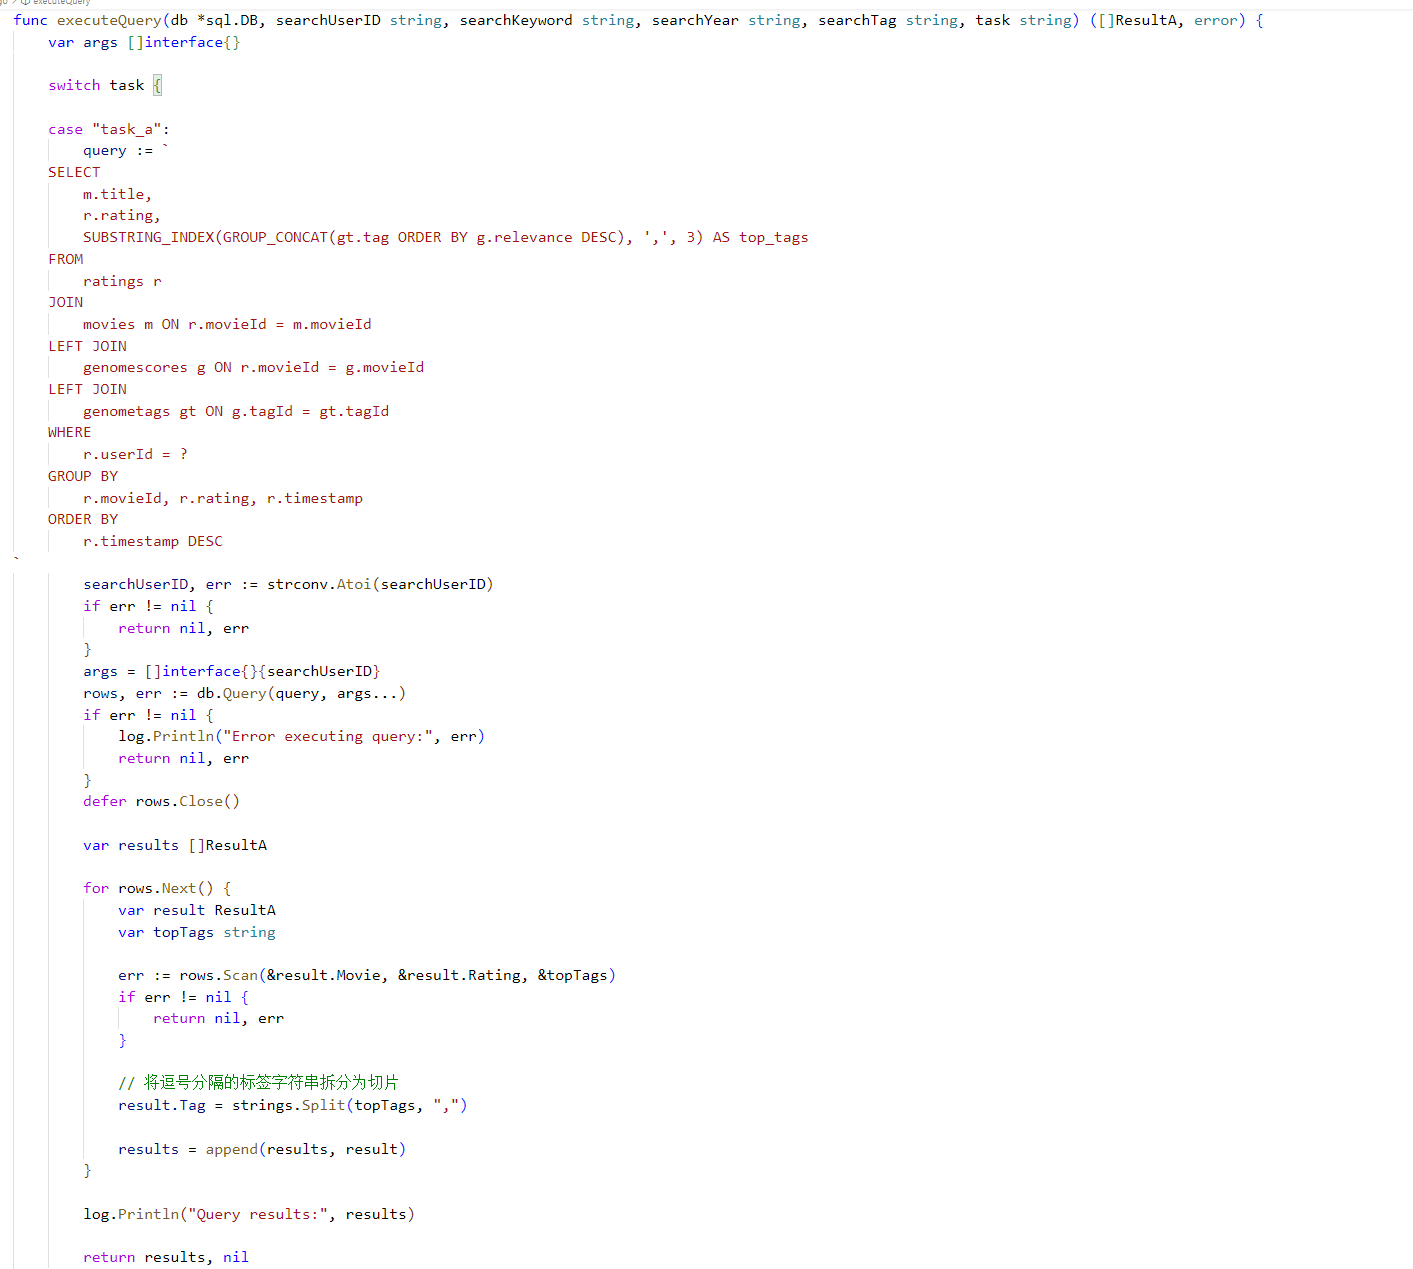 executeQuery
func executeQuery(db *sql.DB, searchUserID string, searchKeyword string, searchYear string, searchTag string, task string) ([]ResultA, error) {
    var args []interface{}

    switch task {

    case "task_a":
        query := `
    SELECT
        m.title,
        r.rating,
        SUBSTRING_INDEX(GROUP_CONCAT(gt.tag ORDER BY g.relevance DESC), ',', 3) AS top_tags
    FROM
        ratings r
    JOIN
        movies m ON r.movieId = m.movieId
    LEFT JOIN
        genomescores g ON r.movieId = g.movieId
    LEFT JOIN
        genometags gt ON g.tagId = gt.tagId
    WHERE
        r.userId = ?
    GROUP BY
        r.movieId, r.rating, r.timestamp
    ORDER BY
        r.timestamp DESC
`
        searchUserID, err := strconv.Atoi(searchUserID)
        if err != nil {
            return nil, err
        }
        args = []interface{}{searchUserID}
        rows, err := db.Query(query, args...)
        if err != nil {
            log.Println("Error executing query:", err)
            return nil, err
        }
        defer rows.Close()

        var results []ResultA

        for rows.Next() {
            var result ResultA
            var topTags string

            err := rows.Scan(&result.Movie, &result.Rating, &topTags)
            if err != nil {
                return nil, err
            }

            // 将逗号分隔的标签字符串拆分为切片
            result.Tag = strings.Split(topTags, ",")

            results = append(results, result)
        }

        log.Println("Query results:", results)

        return results, nil